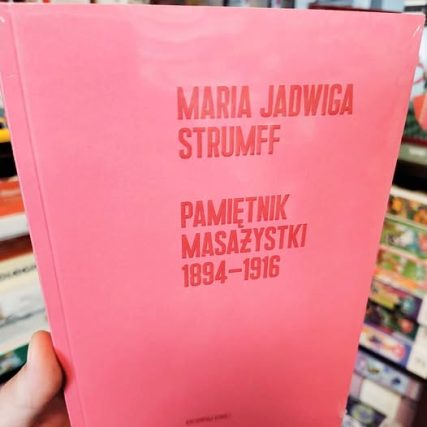 MARIA JADWIGA
STRUMFF
PAMIĘTNIK
MASAŻYSTKI
1894–1916